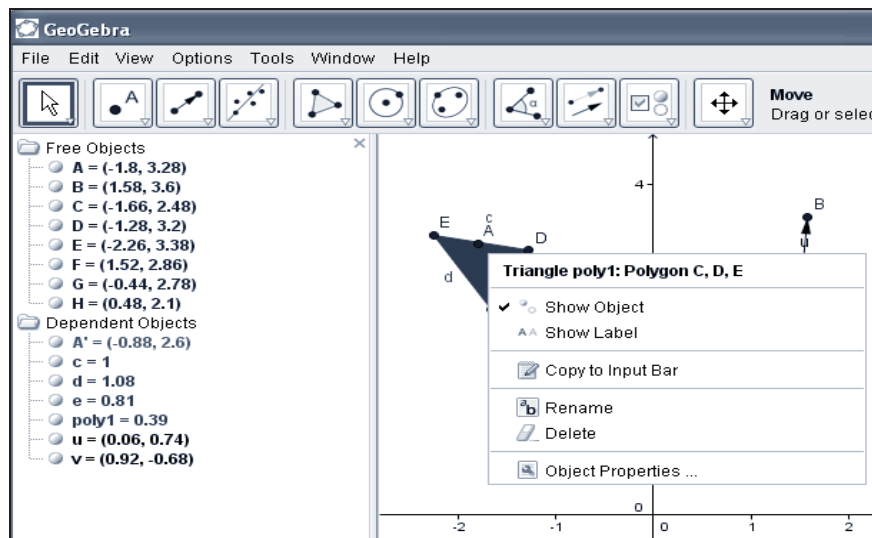 GeoGebra
File Edit View Options Tools Window Help
A
α
Move
Drag or selec
Free Objects
A = (-1.8, 3.28)
B = (1.58, 3.6)
C = (-1.66, 2.48)
D = (-1.28, 3.2)
E = (-2.26, 3.38)
F = (1.52, 2.86)
G = (-0.44, 2.78)
H = (0.48, 2.1)
Dependent Objects
A' = (-0.88, 2.6)
c = 1
d = 1.08
e = 0.81
poly1 = 0.39
u = (0.06, 0.74)
v = (0.92, -0.68)
4
B
c
E
A
D
u
d
Triangle poly1: Polygon C, D, E
Show Object
AA Show Label
Copy to Input Bar
ab Rename
Delete
Object Properties ...
0
-2 -1 0 1 2